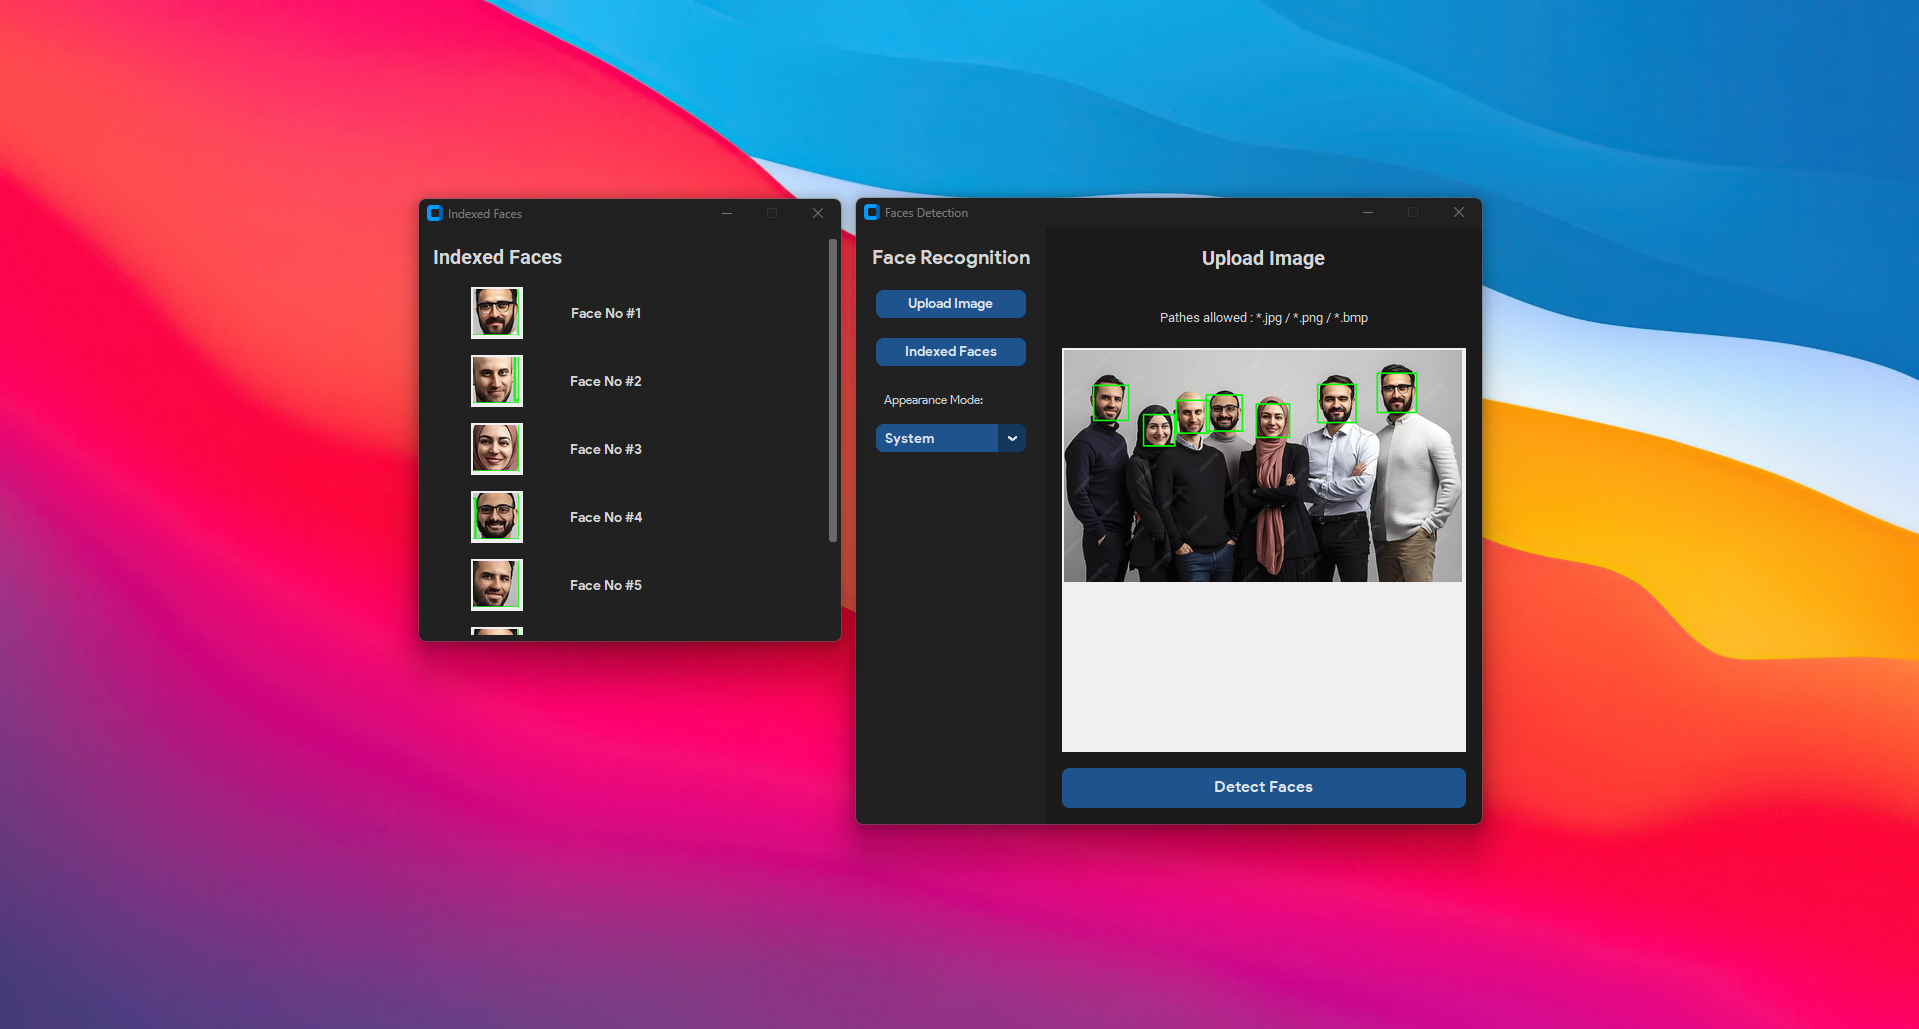 Indexed Faces
Indexed Faces
Face No #1
Face No #2
Face No #3
Face No #4
Face No #5
Faces Detection
Face Recognition
Upload Image
Indexed Faces
Appearance Mode:
System
Upload Image
Pathes allowed : *.jpg / *.png / *.bmp
Detect Faces